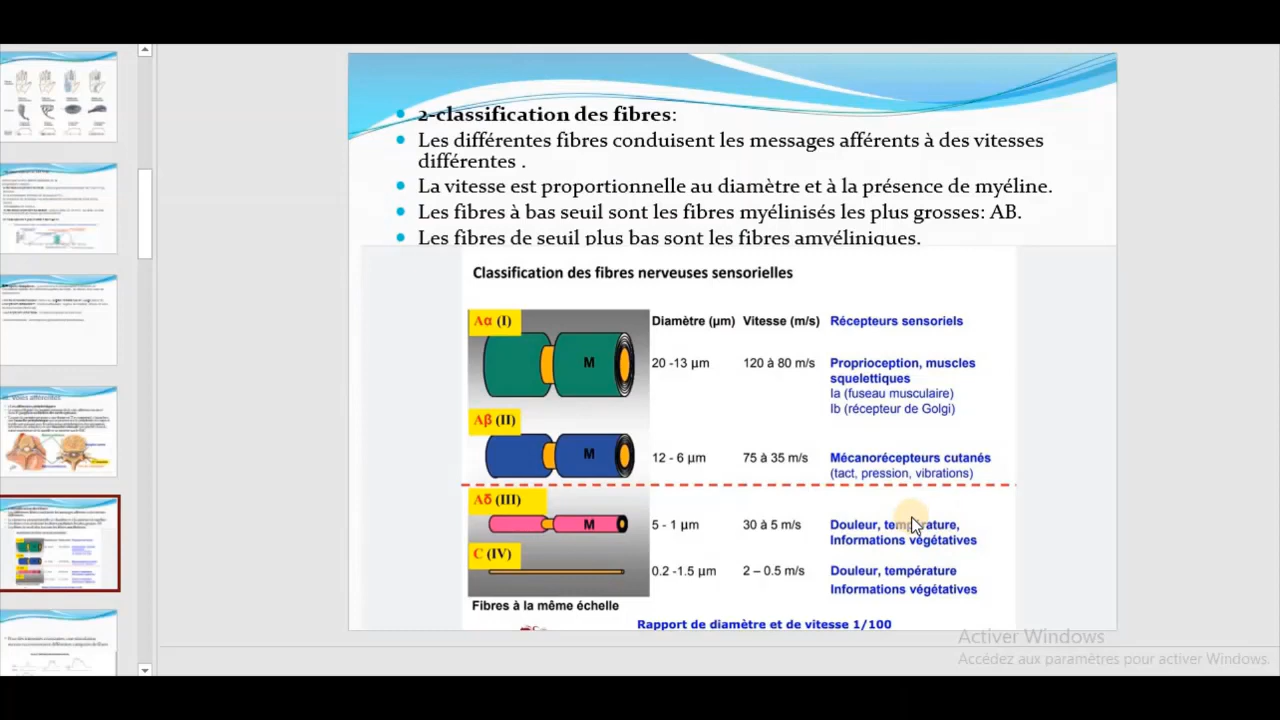 2-classification des fibres:
Les différentes fibres conduisent les messages afférents à des vitesses
différentes .
La vitesse est proportionnelle au diamètre et à la présence de myéline.
Les fibres à bas seuil sont les fibres myélinisés les plus grosses: AB.
Les fibres de seuil plus bas sont les fibres amyéliniques.
Classification des fibres nerveuses sensorielles
Aα (I) Diamètre (µm) Vitesse (m/s) Récepteurs sensoriels
M 20 -13 µm 120 à 80 m/s Proprioception, muscles
squelettiques
Ia (fuseau musculaire)
Ib (récepteur de Golgi)
Aβ (II)
M 12 - 6 µm 75 à 35 m/s Mécanorécepteurs cutanés
(tact, pression, vibrations)
Aδ (III)
M 5 - 1 µm 30 à 5 m/s Douleur, température,
Informations végétatives
C (IV)
0.2 -1.5 µm 2 – 0.5 m/s Douleur, température
Informations végétatives
Fibres à la même échelle
Rapport de diamètre et de vitesse 1/100
Activer Windows
Accédez aux paramètres pour activer Windows.